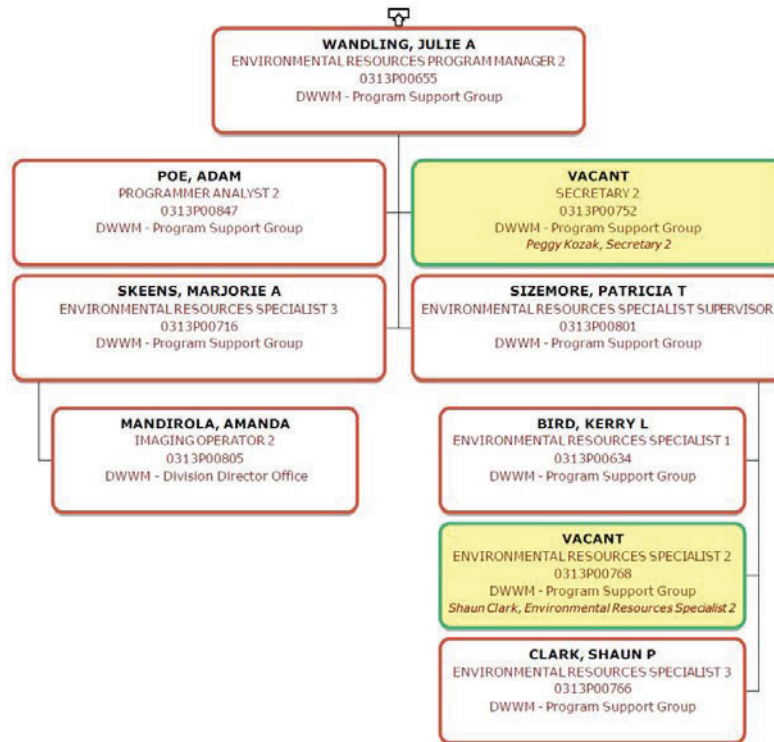 WANDLING, JULIE A
ENVIRONMENTAL RESOURCES PROGRAM MANAGER 2
0313P00655
DWWM - Program Support Group
POE, ADAM
PROGRAMMER ANALYST 2
0313P00847
DWWM - Program Support Group
VACANT
SECRETARY 2
0313P00752
DWWM - Program Support Group
Peggy Kozak, Secretary 2
SKEENS, MARJORIE A
ENVIRONMENTAL RESOURCES SPECIALIST 3
0313P00716
DWWM - Program Support Group
SIZEMORE, PATRICIA T
ENVIRONMENTAL RESOURCES SPECIALIST SUPERVISOR
0313P00801
DWWM - Program Support Group
MANDIROLA, AMANDA
IMAGING OPERATOR 2
0313P00805
DWWM - Division Director Office
BIRD, KERRY L
ENVIRONMENTAL RESOURCES SPECIALIST 1
0313P00634
DWWM - Program Support Group
VACANT
ENVIRONMENTAL RESOURCES SPECIALIST 2
0313P00768
DWWM - Program Support Group
Shaun Clark, Environmental Resources Specialist 2
CLARK, SHAUN P
ENVIRONMENTAL RESOURCES SPECIALIST 3
0313P00766
DWWM - Program Support Group